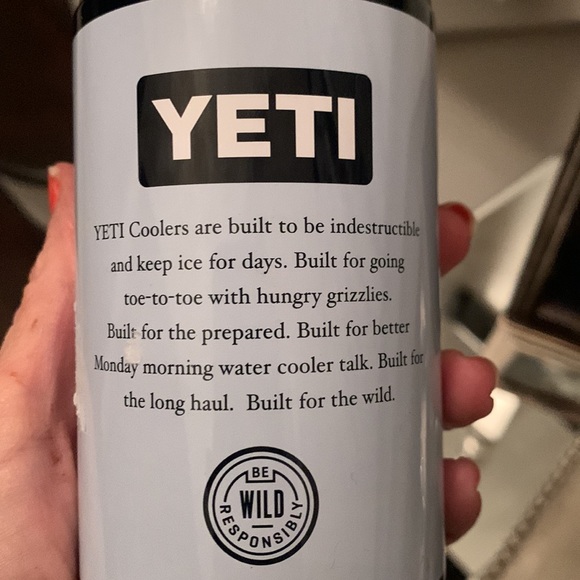 YETI
YETI Coolers are built to be indestructible
and keep ice for days. Built for going
toe-to-toe with hungry grizzlies.
Built for the prepared. Built for better
Monday morning water cooler talk. Built for
the long haul. Built for the wild.
BE
WILD
RESPONSIBLY